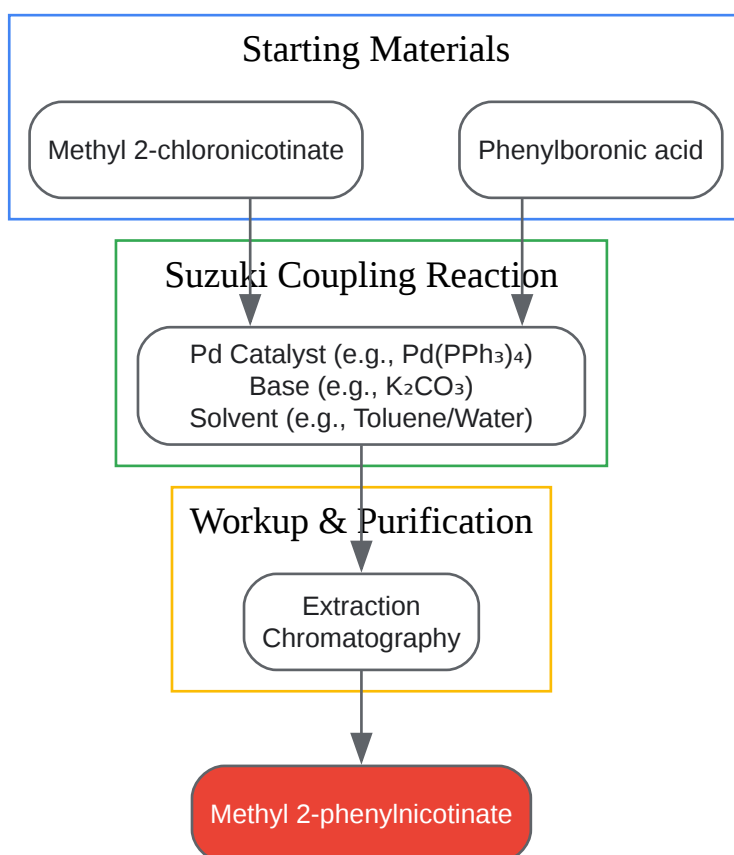 Starting Materials
Methyl 2-chloronicotinate
Phenylboronic acid
Suzuki Coupling Reaction
Pd Catalyst (e.g., Pd(PPh₃)₄)
Base (e.g., K₂CO₃)
Solvent (e.g., Toluene/Water)
Workup & Purification
Extraction
Chromatography
Methyl 2-phenylnicotinate